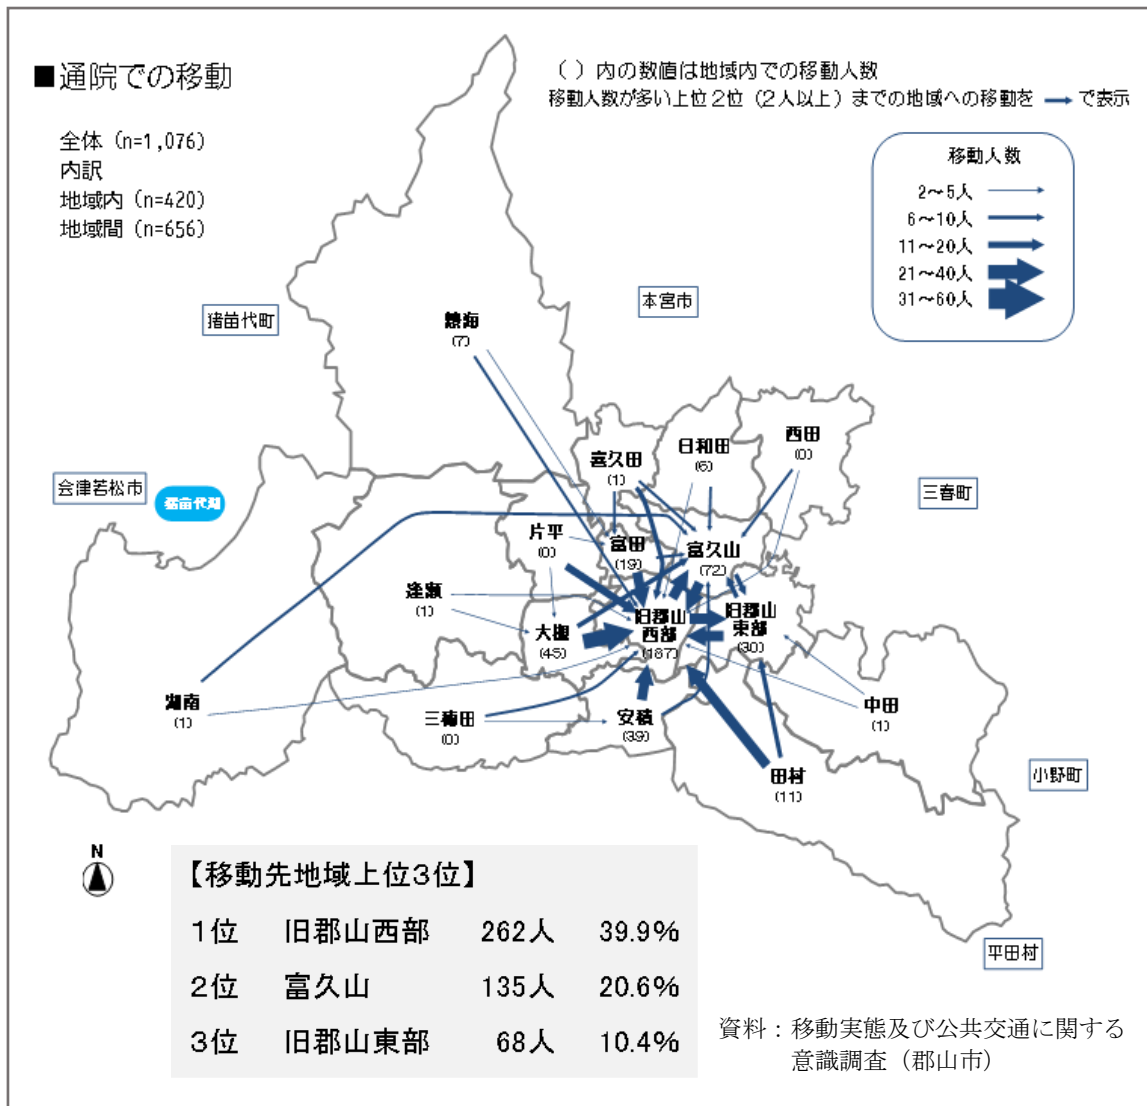 ■通院での移動
( ) 内の数値は地域内での移動人数
移動人数が多い上位2位（2人以上）までの地域への移動を → で表示
全体 (n=1,076)
内訳
地域内 (n=420)
地域間 (n=656)
移動人数
2～5人
6～10人
11～20人
21～40人
31～60人
本宮市
猪苗代町
熱海
(7)
西田
(0)
日和田
(6)
喜久田
(1)
会津若松市
猪苗代湖
三春町
片平
(0)
富田
(19)
富久山
(72)
逢瀬
(1)
大槻
(45)
旧郡山
西部
(187)
旧郡山
東部
(30)
湖南
(1)
三穂田
(0)
安積
(39)
中田
(1)
田村
(11)
小野町
平田村
N
【移動先地域上位3位】
1位 旧郡山西部 262人 39.9%
2位 富久山 135人 20.6%
3位 旧郡山東部 68人 10.4%
資料：移動実態及び公共交通に関する
意識調査（郡山市）